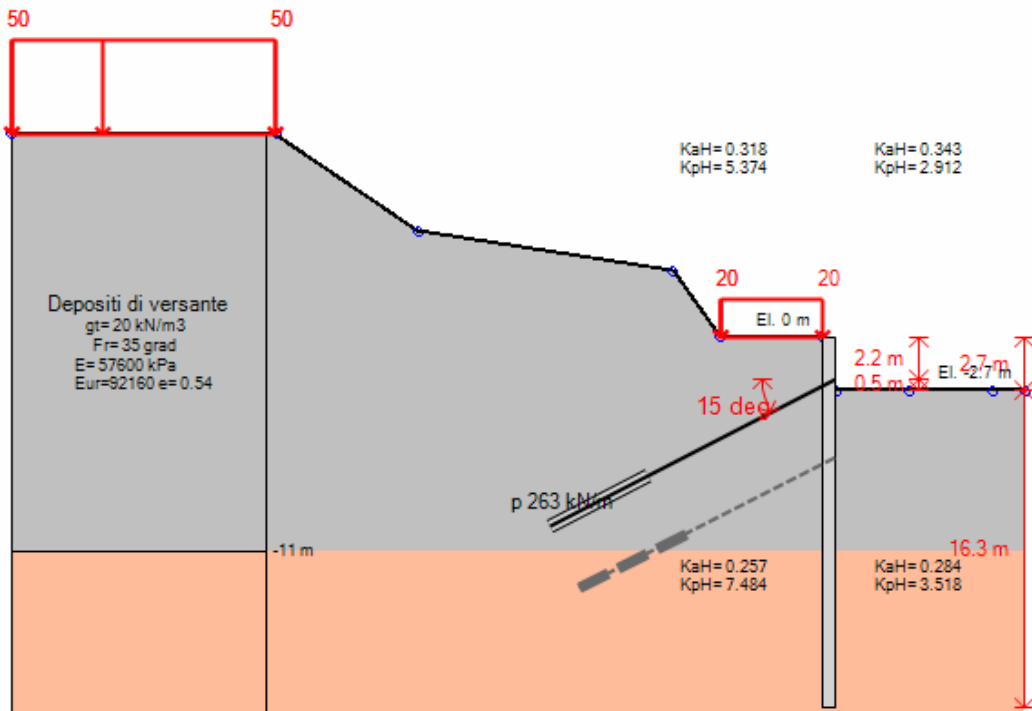 50
50
KaH= 0.318
KpH= 5.374
KaH= 0.343
KpH= 2.912
20
20
Depositi di versante
gt= 20 kN/m3
Fr= 35 grad
E= 57600 kPa
Eur=92160 e= 0.54
El. 0 m
2.2 m
2.7 m
El. -2.7 m
0.5 m
15 deg
p 263 kN/m
-11 m
16.3 m
KaH= 0.257
KpH= 7.484
KaH= 0.284
KpH= 3.518